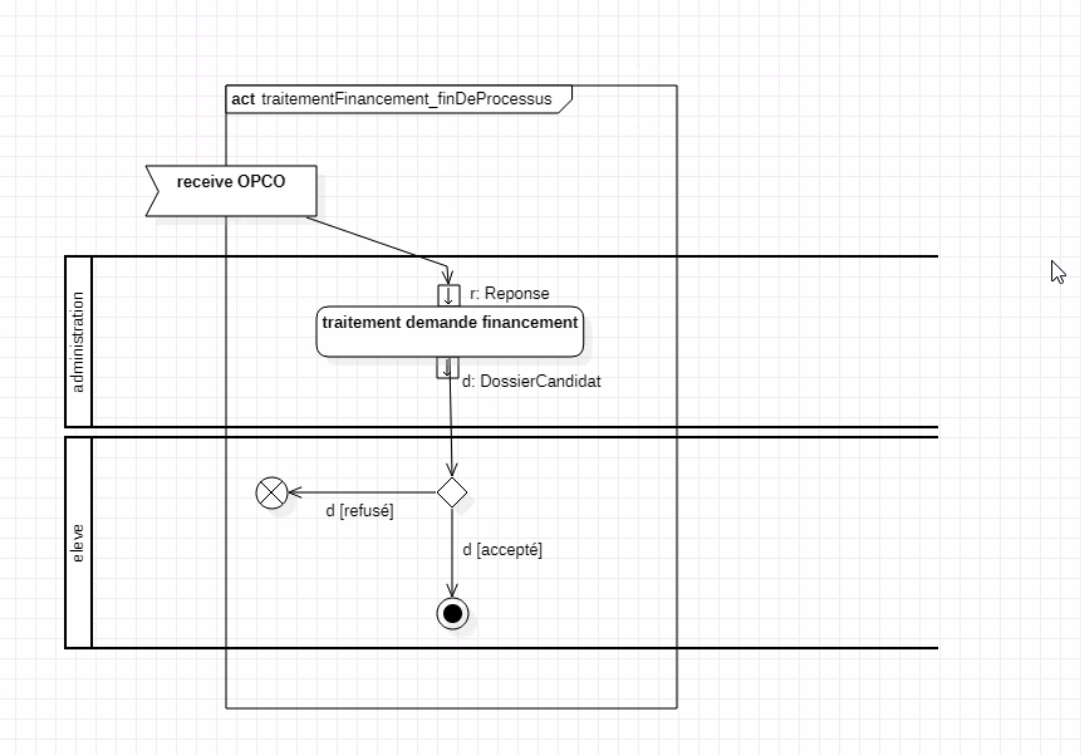 act traitementFinancement_finDeProcessus
receive OPCO
administration
r: Reponse
traitement demande financement
d: DossierCandidat
eleve
d [refusé]
d [accepté]